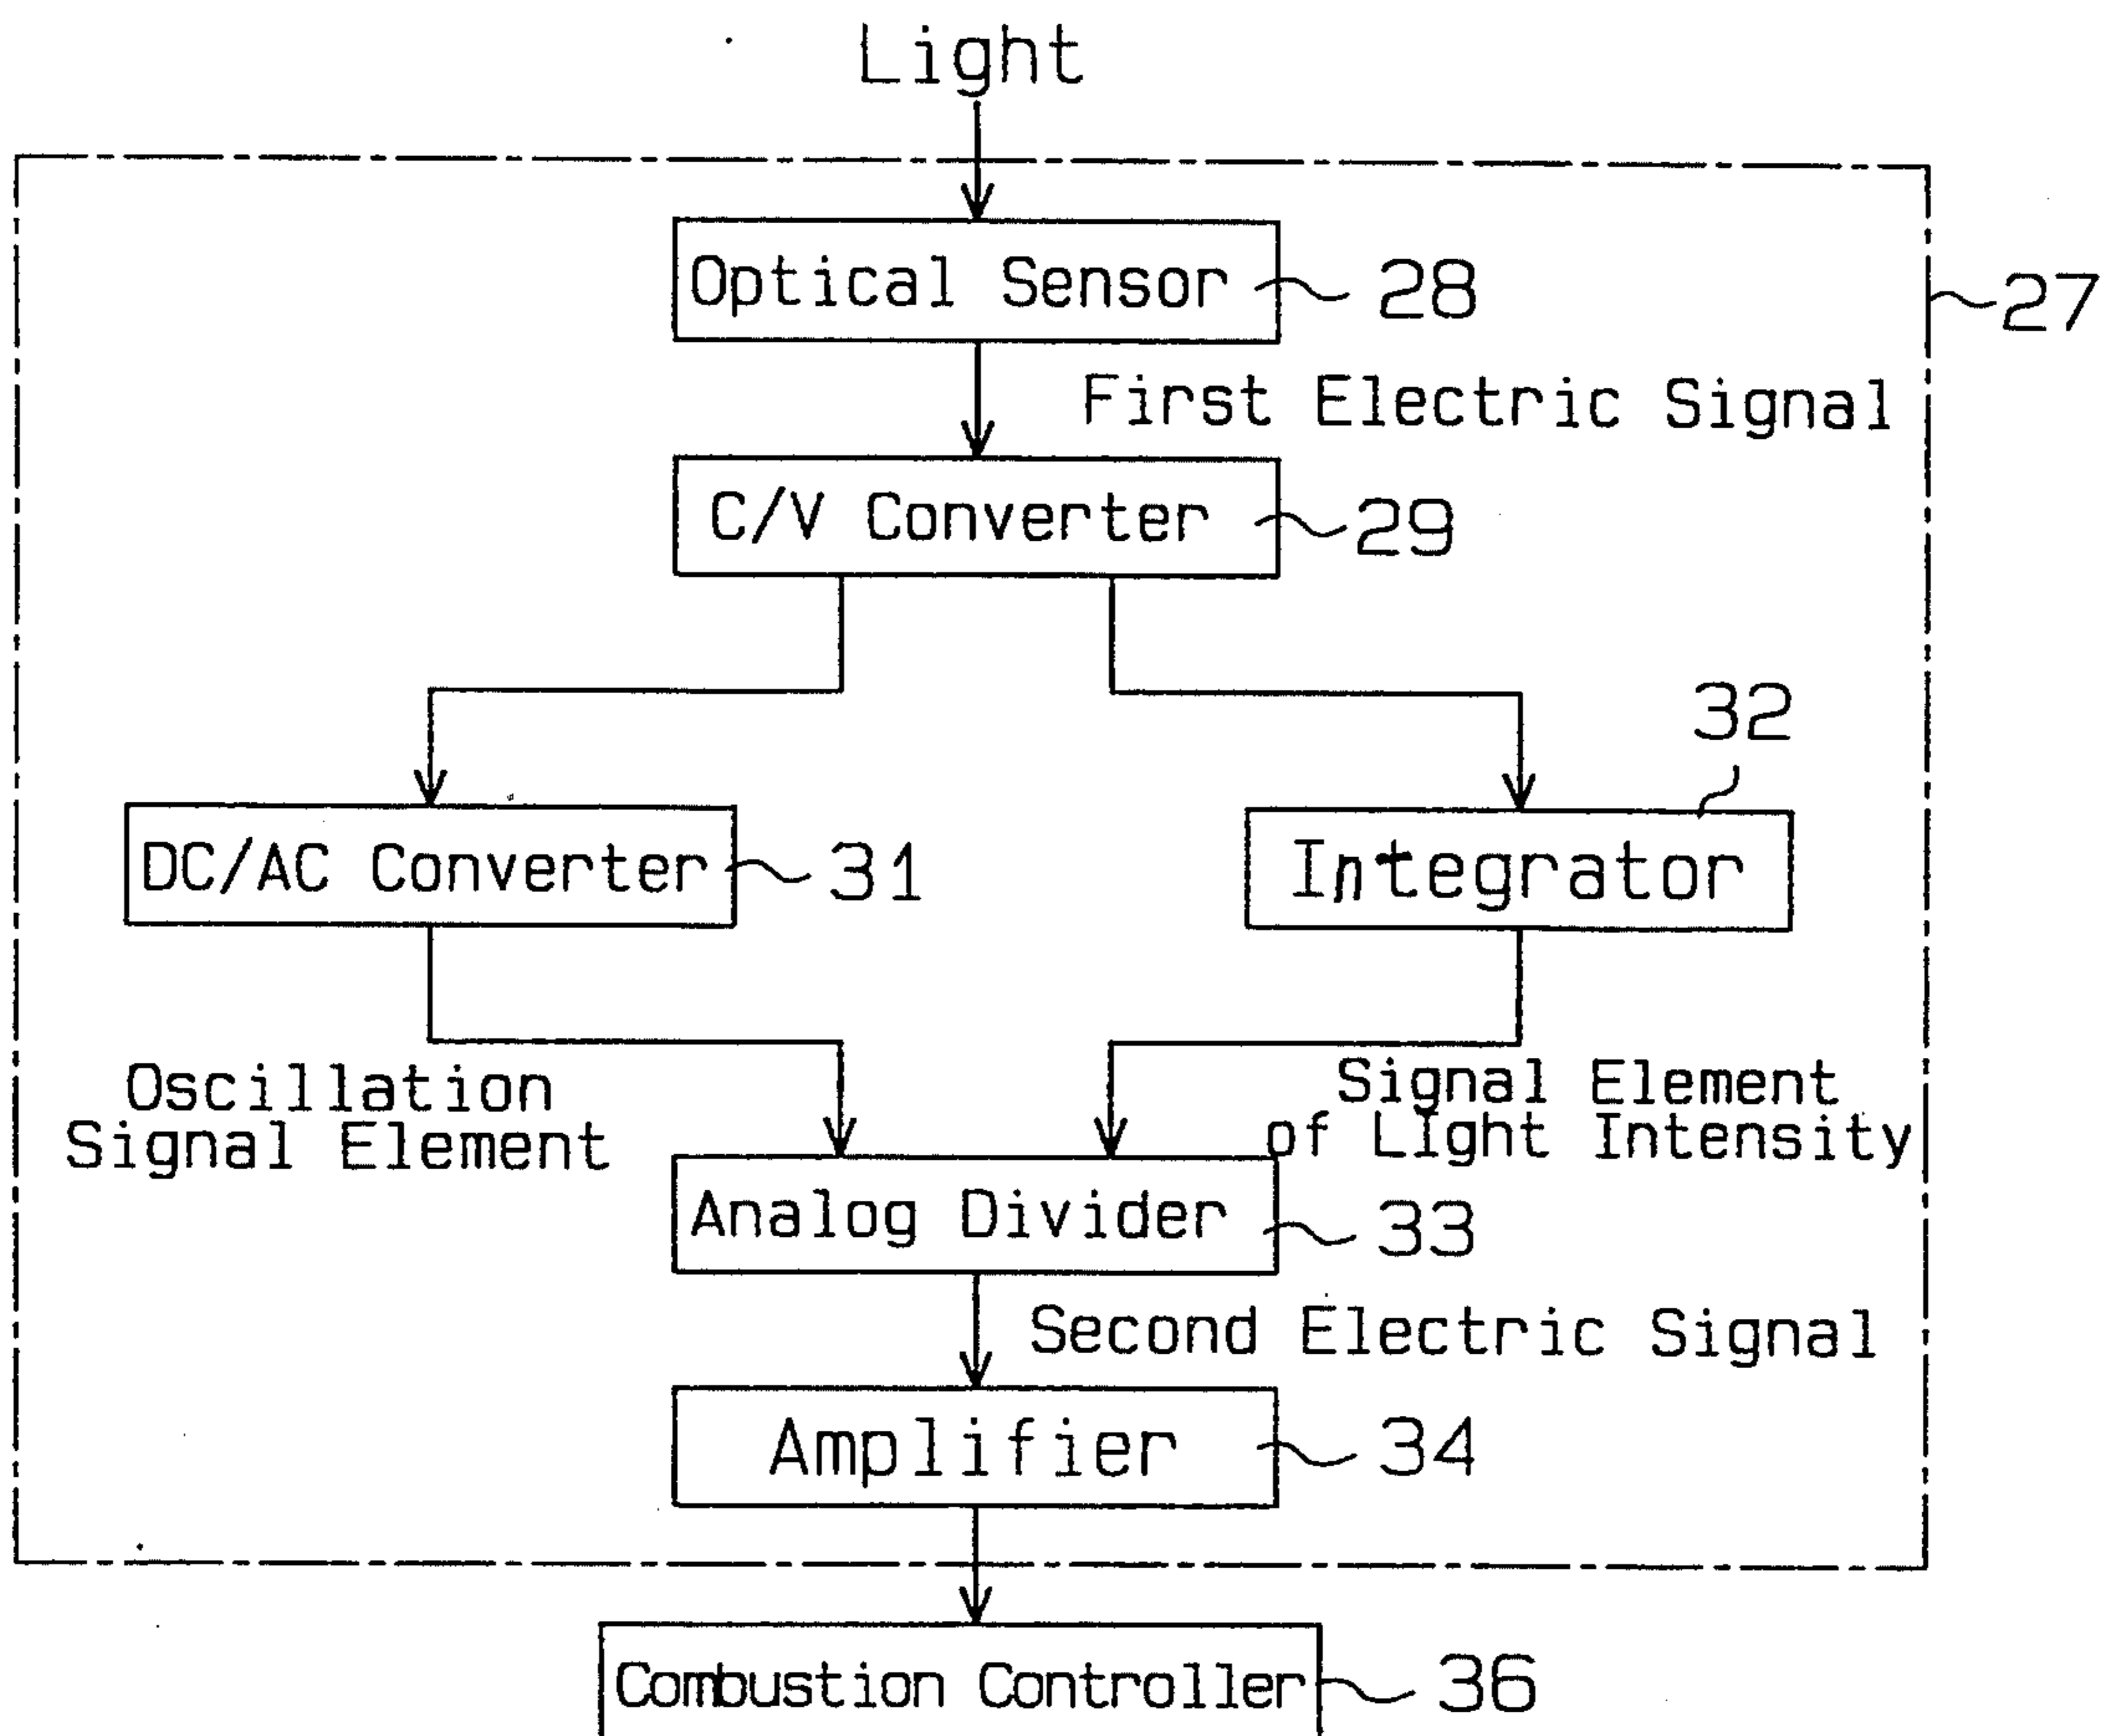 Light
Optical Sensor
28
27
First Electric Signal
C/V Converter
29
32
DC/AC Converter
31
Integrator
Oscillation
Signal Element
Signal Element
of LIght Intensity
Analog Divider
33
Second Electric Signal
Amplifier
34
Combustion Controller
36